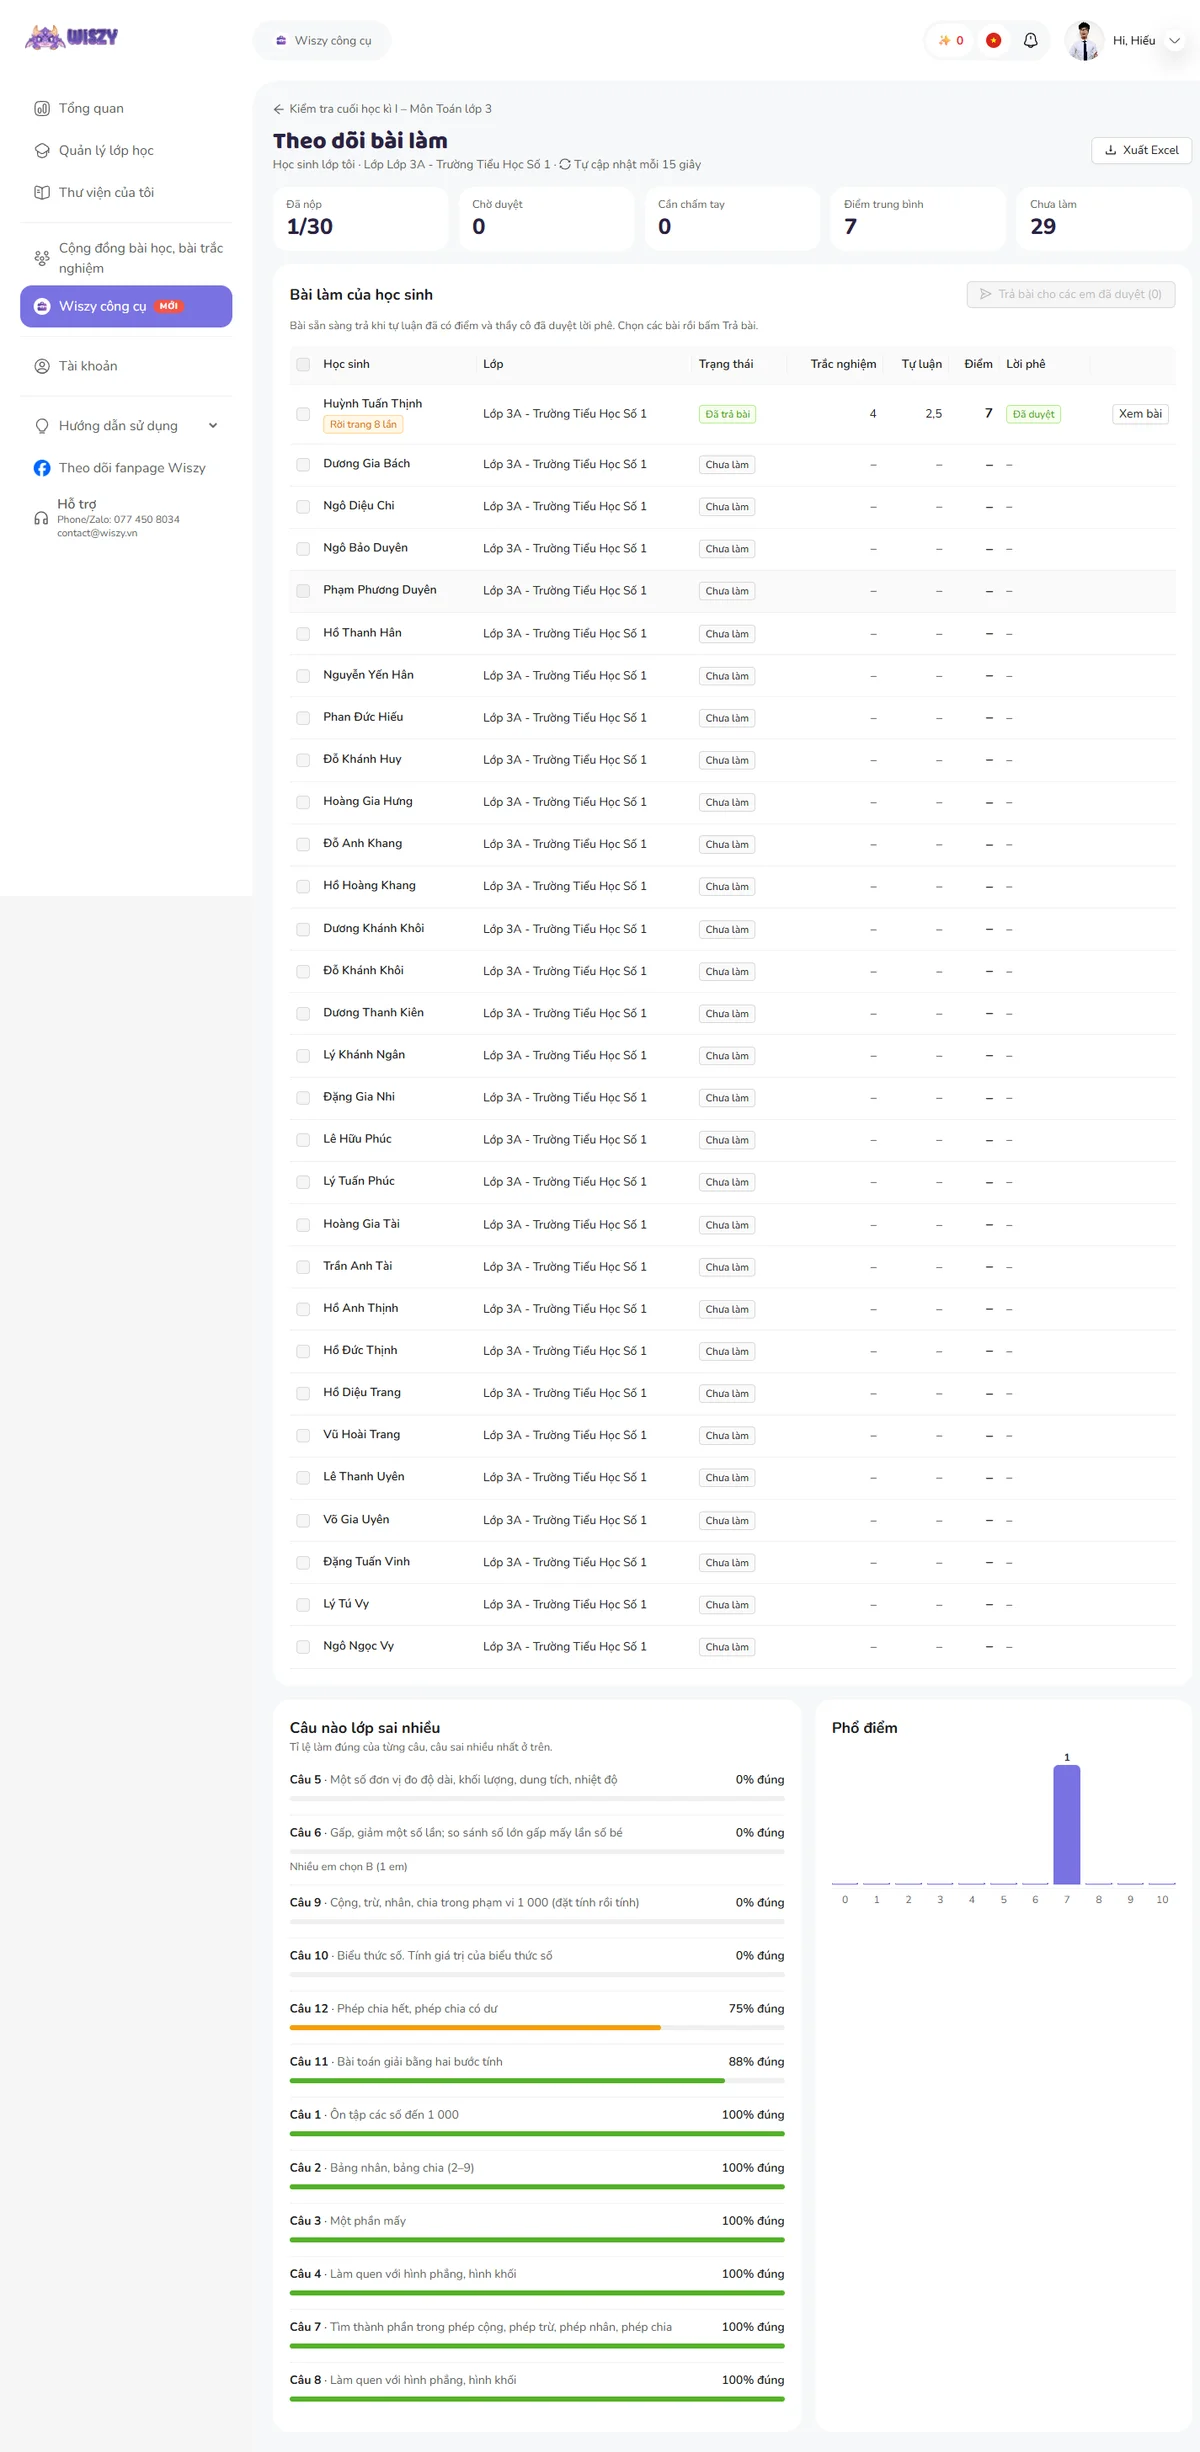 WISZY
Wiszy công cụ
0
Hi, Hiếu
Tổng quan
Quản lý lớp học
Thư viện của tôi
Cộng đồng bài học, bài trắc nghiệm
Wiszy công cụ MỚI
Tài khoản
Hướng dẫn sử dụng
Theo dõi fanpage Wiszy
Hỗ trợ
Phone/Zalo: 077 450 8034
contact@wiszy.vn
Kiểm tra cuối học kì I – Môn Toán lớp 3
Theo dõi bài làm
Học sinh lớp tôi · Lớp Lớp 3A - Trường Tiểu Học Số 1 · Tự cập nhật mỗi 15 giây
Xuất Excel
Đã nộp
1/30
Chờ duyệt
0
Cần chấm tay
0
Điểm trung bình
7
Chưa làm
29
Bài làm của học sinh
Trả bài cho các em đã duyệt (0)
Bài sẵn sàng trả khi tự luận đã có điểm và thầy cô đã duyệt lời phê. Chọn các bài rồi bấm Trả bài.
Học sinh Lớp Trạng thái Trắc nghiệm Tự luận Điểm Lời phê
Huỳnh Tuấn Thịnh
Rời trang 8 lần
Lớp 3A - Trường Tiểu Học Số 1 Đã trả bài 4 2,5 7 Đã duyệt Xem bài
Dương Gia Bách Lớp 3A - Trường Tiểu Học Số 1 Chưa làm – – – –
Ngô Diệu Chi Lớp 3A - Trường Tiểu Học Số 1 Chưa làm – – – –
Ngô Bảo Duyên Lớp 3A - Trường Tiểu Học Số 1 Chưa làm – – – –
Phạm Phương Duyên Lớp 3A - Trường Tiểu Học Số 1 Chưa làm – – – –
Hồ Thanh Hân Lớp 3A - Trường Tiểu Học Số 1 Chưa làm – – – –
Nguyễn Yến Hân Lớp 3A - Trường Tiểu Học Số 1 Chưa làm – – – –
Phan Đức Hiếu Lớp 3A - Trường Tiểu Học Số 1 Chưa làm – – – –
Đỗ Khánh Huy Lớp 3A - Trường Tiểu Học Số 1 Chưa làm – – – –
Hoàng Gia Hưng Lớp 3A - Trường Tiểu Học Số 1 Chưa làm – – – –
Đỗ Anh Khang Lớp 3A - Trường Tiểu Học Số 1 Chưa làm – – – –
Hồ Hoàng Khang Lớp 3A - Trường Tiểu Học Số 1 Chưa làm – – – –
Dương Khánh Khôi Lớp 3A - Trường Tiểu Học Số 1 Chưa làm – – – –
Đỗ Khánh Khôi Lớp 3A - Trường Tiểu Học Số 1 Chưa làm – – – –
Dương Thanh Kiên Lớp 3A - Trường Tiểu Học Số 1 Chưa làm – – – –
Lý Khánh Ngân Lớp 3A - Trường Tiểu Học Số 1 Chưa làm – – – –
Đặng Gia Nhi Lớp 3A - Trường Tiểu Học Số 1 Chưa làm – – – –
Lê Hữu Phúc Lớp 3A - Trường Tiểu Học Số 1 Chưa làm – – – –
Lý Tuấn Phúc Lớp 3A - Trường Tiểu Học Số 1 Chưa làm – – – –
Hoàng Gia Tài Lớp 3A - Trường Tiểu Học Số 1 Chưa làm – – – –
Trần Anh Tài Lớp 3A - Trường Tiểu Học Số 1 Chưa làm – – – –
Hồ Anh Thịnh Lớp 3A - Trường Tiểu Học Số 1 Chưa làm – – – –
Hồ Đức Thịnh Lớp 3A - Trường Tiểu Học Số 1 Chưa làm – – – –
Hồ Diệu Trang Lớp 3A - Trường Tiểu Học Số 1 Chưa làm – – – –
Vũ Hoài Trang Lớp 3A - Trường Tiểu Học Số 1 Chưa làm – – – –
Lê Thanh Uyên Lớp 3A - Trường Tiểu Học Số 1 Chưa làm – – – –
Võ Gia Uyên Lớp 3A - Trường Tiểu Học Số 1 Chưa làm – – – –
Đặng Tuấn Vinh Lớp 3A - Trường Tiểu Học Số 1 Chưa làm – – – –
Lý Tú Vy Lớp 3A - Trường Tiểu Học Số 1 Chưa làm – – – –
Ngô Ngọc Vy Lớp 3A - Trường Tiểu Học Số 1 Chưa làm – – – –
Câu nào lớp sai nhiều
Tỉ lệ làm đúng của từng câu, câu sai nhiều nhất ở trên.
Câu 5 · Một số đơn vị đo độ dài, khối lượng, dung tích, nhiệt độ 0% đúng
Câu 6 · Gấp, giảm một số lần; so sánh số lớn gấp mấy lần số bé 0% đúng
Nhiều em chọn B (1 em)
Câu 9 · Cộng, trừ, nhân, chia trong phạm vi 1 000 (đặt tính rồi tính) 0% đúng
Câu 10 · Biểu thức số. Tính giá trị của biểu thức số 0% đúng
Câu 12 · Phép chia hết, phép chia có dư 75% đúng
Câu 11 · Bài toán giải bằng hai bước tính 88% đúng
Câu 1 · Ôn tập các số đến 1 000 100% đúng
Câu 2 · Bảng nhân, bảng chia (2–9) 100% đúng
Câu 3 · Một phần mấy 100% đúng
Câu 4 · Làm quen với hình phẳng, hình khối 100% đúng
Câu 7 · Tìm thành phần trong phép cộng, phép trừ, phép nhân, phép chia 100% đúng
Câu 8 · Làm quen với hình phẳng, hình khối 100% đúng
Phổ điểm
1
0 1 2 3 4 5 6 7 8 9 10